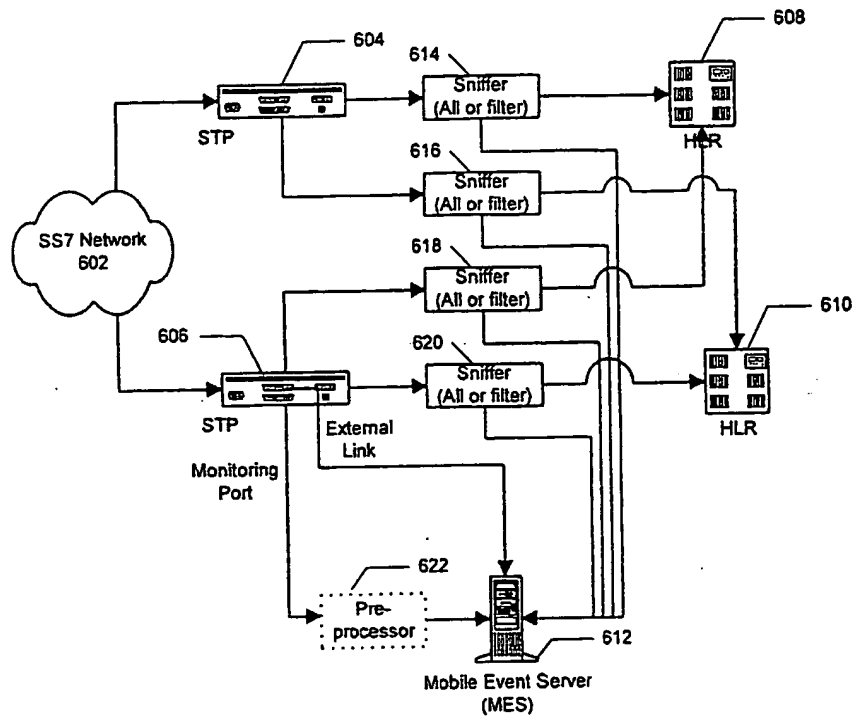 604
614
608
Sniffer
(All or filter)
STP
HLR
616
Sniffer
(All or filter)
SS7 Network
602
618
Sniffer
(All or filter)
606
620
610
Sniffer
(All or filter)
STP
External
Link
HLR
Monitoring
Port
622
Pre-
processor
612
Mobile Event Server
(MES)